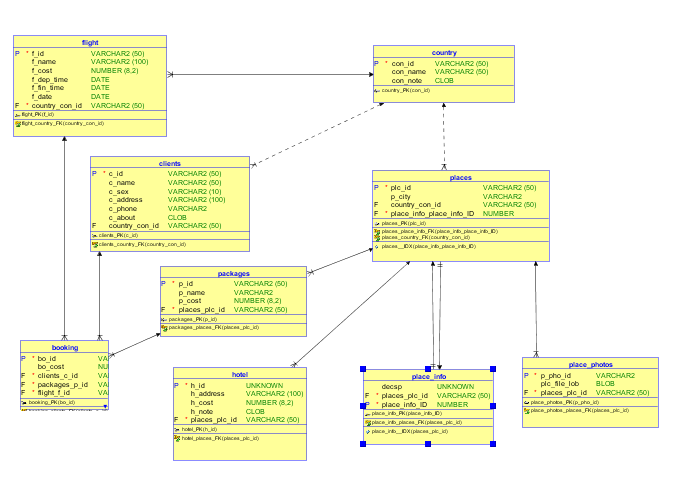 flight
P * f_id VARCHAR2 (50)
f_name VARCHAR2 (100)
f_cost NUMBER (8,2)
f_dep_time DATE
f_fin_time DATE
f_date DATE
F * country_con_id VARCHAR2 (50)
flight_PK(f_id)
flight_country_FK(country_con_id)
country
P * con_id VARCHAR2 (50)
con_name VARCHAR2 (50)
con_note CLOB
country_PK(con_id)
clients
P * c_id VARCHAR2 (50)
c_name VARCHAR2 (50)
c_sex VARCHAR2 (10)
c_address VARCHAR2 (100)
c_phone VARCHAR2
c_about CLOB
F country_con_id VARCHAR2 (50)
clients_PK(c_id)
clients_country_FK(country_con_id)
places
P * plc_id VARCHAR2 (50)
p_city VARCHAR2
F country_con_id VARCHAR2 (50)
F * place_info_place_info_ID NUMBER
places_PK(plc_id)
places_place_info_FK(place_info_place_info_ID)
places_country_FK(country_con_id)
places__IDX(place_info_place_info_ID)
packages
P * p_id VARCHAR2 (50)
p_name VARCHAR2
p_cost NUMBER (8,2)
F * places_plc_id VARCHAR2 (50)
packages_PK(p_id)
packages_places_FK(places_plc_id)
booking
P * bo_id VA
bo_cost NU
F * clients_c_id VA
F * packages_p_id VA
F * flight_f_id VA
booking_PK(bo_id)
hotel
P * h_id UNKNOWN
h_address VARCHAR2 (100)
h_cost NUMBER (8,2)
h_note CLOB
F * places_plc_id VARCHAR2 (50)
hotel_PK(h_id)
hotel_places_FK(places_plc_id)
place_info
decsp UNKNOWN
F * places_plc_id VARCHAR2 (50)
P * place_info_ID NUMBER
place_info_PK(place_info_ID)
place_info_places_FK(places_plc_id)
place_info__IDX(places_plc_id)
place_photos
P * p_pho_id VARCHAR2
plc_file_lob BLOB
F * places_plc_id VARCHAR2 (50)
place_photos_PK(p_pho_id)
place_photos_places_FK(places_plc_id)